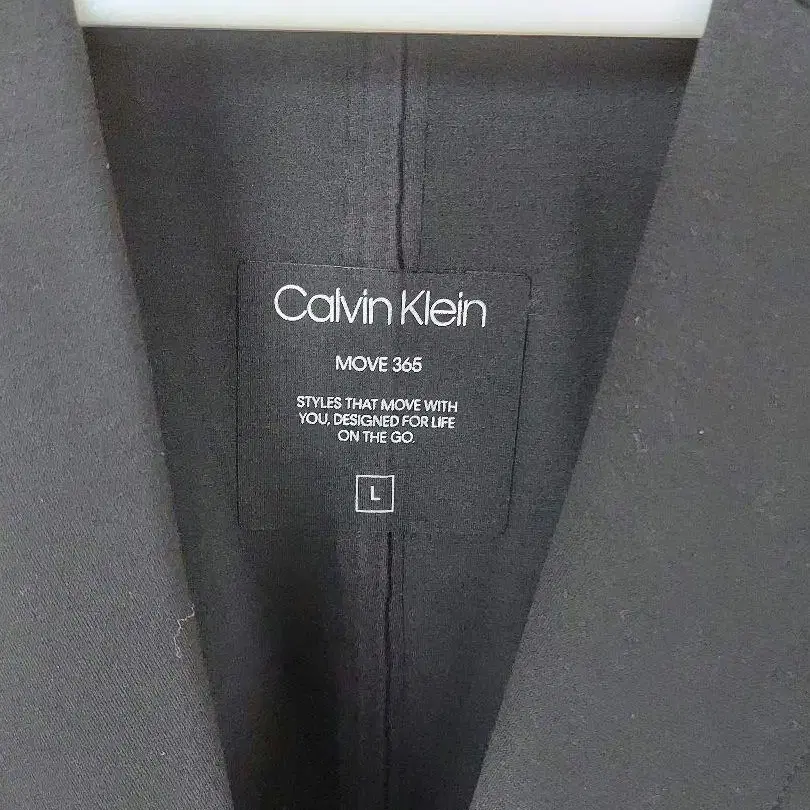 Calvin Klein
MOVE 365
STYLES THAT MOVE WITH
YOU, DESIGNED FOR LIFE
ON THE GO.
L